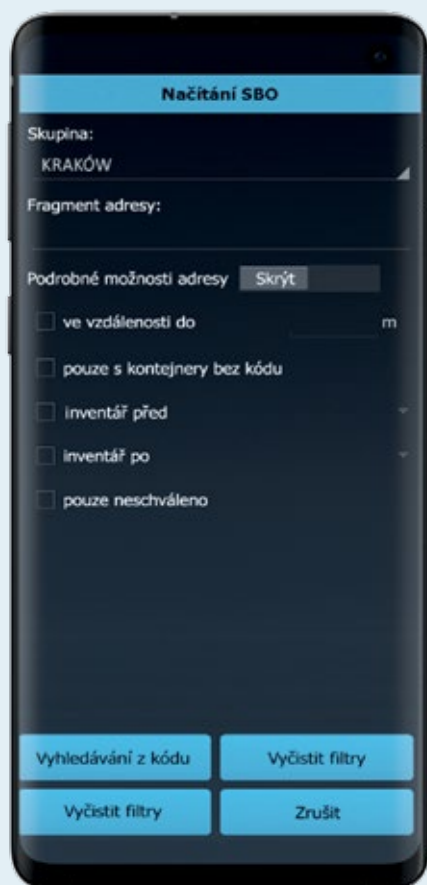 Načítání SBO
Skupina:
KRAKÓW
Fragment adresy:
Podrobné možnosti adresy Skrýt
ve vzdálenosti do m
pouze s kontejnery bez kódu
inventář před
inventář po
pouze neschváleno
Vyhledávání z kódu Vyčistit filtry
Vyčistit filtry Zrušit